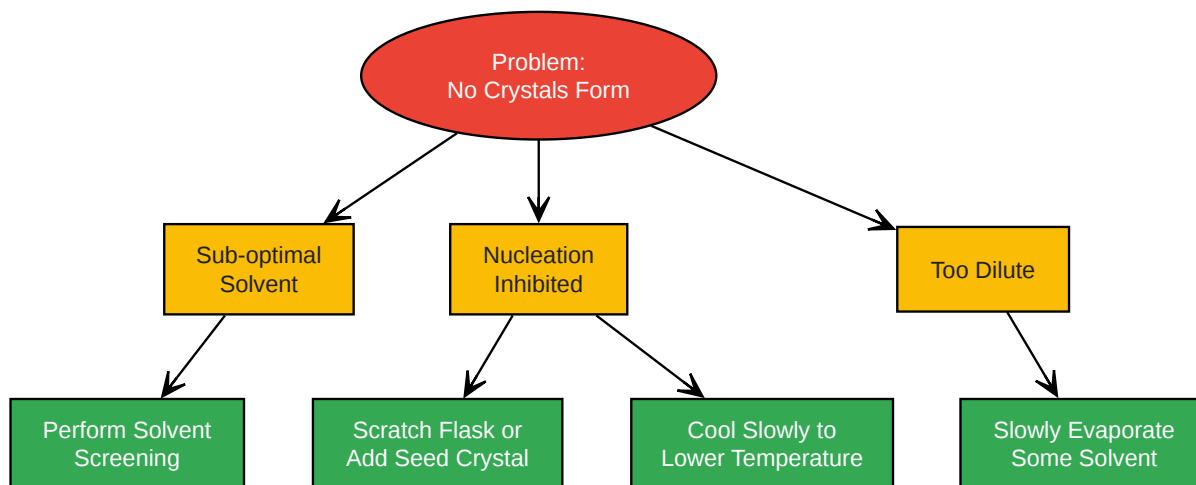 Problem:
No Crystals Form
Sub-optimal
Solvent
Nucleation
Inhibited
Too Dilute
Perform Solvent
Screening
Scratch Flask or
Add Seed Crystal
Cool Slowly to
Lower Temperature
Slowly Evaporate
Some Solvent